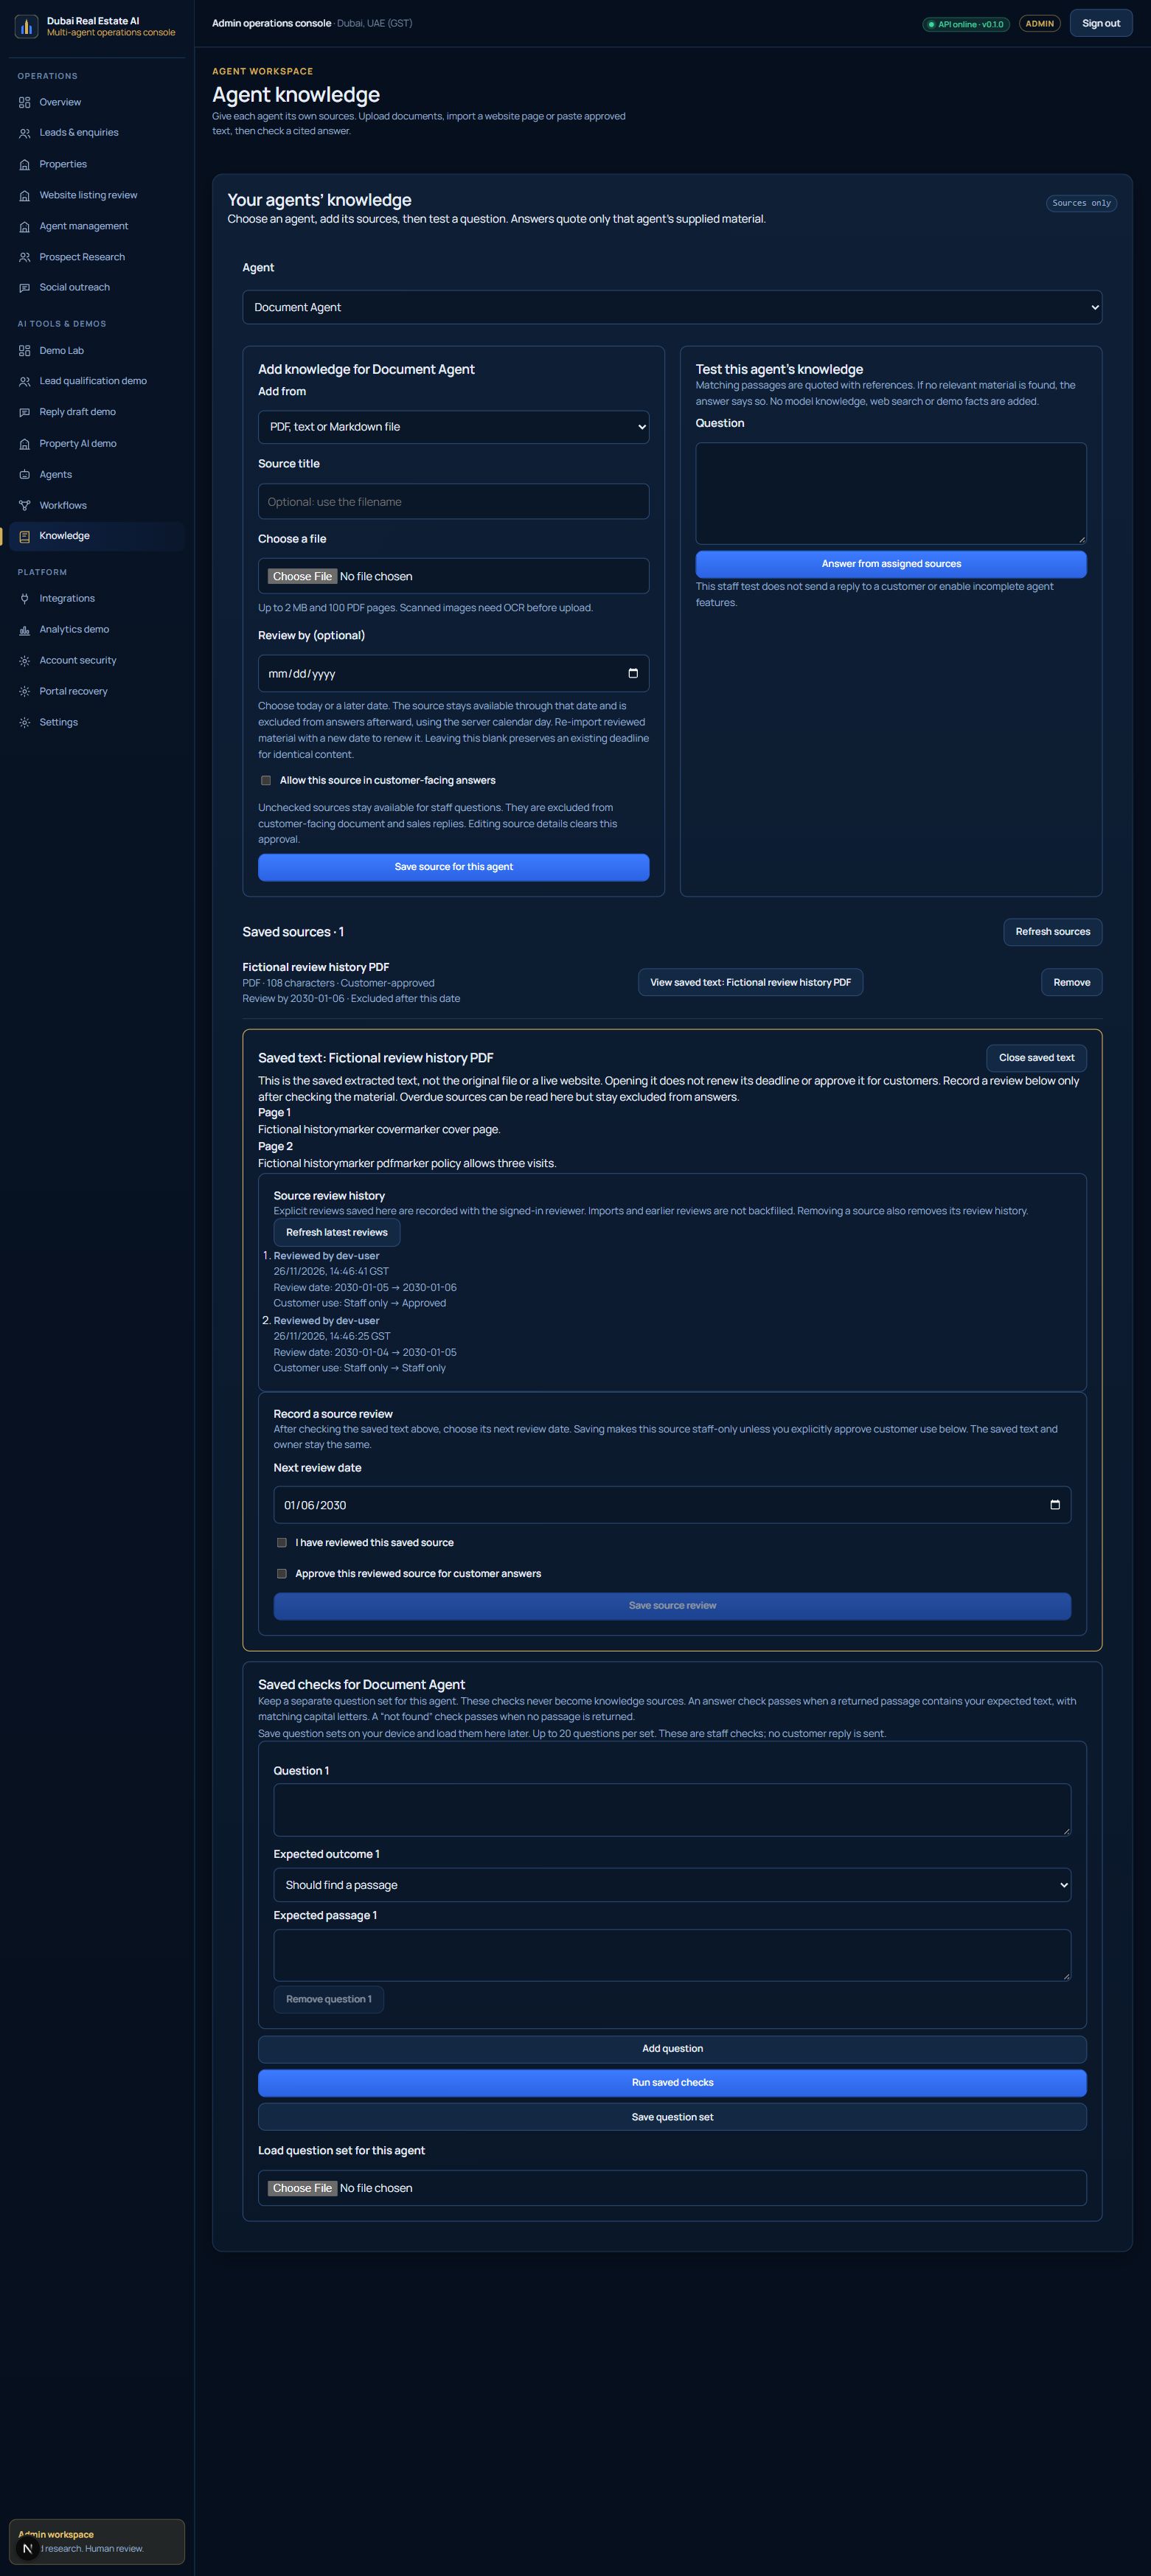 Dubai Real Estate AI
Multi-agent operations console
OPERATIONS
Overview
Leads & enquiries
Properties
Website listing review
Agent management
Prospect Research
Social outreach
AI TOOLS & DEMOS
Demo Lab
Lead qualification demo
Reply draft demo
Property AI demo
Agents
Workflows
Knowledge
PLATFORM
Integrations
Analytics demo
Account security
Portal recovery
Settings
Admin workspace
N
research. Human review.
Admin operations console · Dubai, UAE (GST)
API online · v0.1.0
ADMIN
Sign out
AGENT WORKSPACE
Agent knowledge
Give each agent its own sources. Upload documents, import a website page or paste approved
text, then check a cited answer.
Your agents’ knowledge
Choose an agent, add its sources, then test a question. Answers quote only that agent’s supplied material.
Sources only
Agent
Document Agent
Add knowledge for Document Agent
Add from
PDF, text or Markdown file
Source title
Optional: use the filename
Choose a file
Choose File No file chosen
Up to 2 MB and 100 PDF pages. Scanned images need OCR before upload.
Review by (optional)
mm/dd/yyyy
Choose today or a later date. The source stays available through that date and is
excluded from answers afterward, using the server calendar day. Re-import reviewed
material with a new date to renew it. Leaving this blank preserves an existing deadline
for identical content.
Allow this source in customer-facing answers
Unchecked sources stay available for staff questions. They are excluded from
customer-facing document and sales replies. Editing source details clears this
approval.
Save source for this agent
Test this agent’s knowledge
Matching passages are quoted with references. If no relevant material is found, the
answer says so. No model knowledge, web search or demo facts are added.
Question
Answer from assigned sources
This staff test does not send a reply to a customer or enable incomplete agent
features.
Saved sources · 1
Refresh sources
Fictional review history PDF
PDF · 108 characters · Customer-approved
Review by 2030-01-06 · Excluded after this date
View saved text: Fictional review history PDF
Remove
Saved text: Fictional review history PDF
Close saved text
This is the saved extracted text, not the original file or a live website. Opening it does not renew its deadline or approve it for customers. Record a review below only
after checking the material. Overdue sources can be read here but stay excluded from answers.
Page 1
Fictional historymarker covermarker cover page.
Page 2
Fictional historymarker pdfmarker policy allows three visits.
Source review history
Explicit reviews saved here are recorded with the signed-in reviewer. Imports and earlier reviews are not backfilled. Removing a source also removes its review history.
Refresh latest reviews
1. Reviewed by dev-user
26/11/2026, 14:46:41 GST
Review date: 2030-01-05 → 2030-01-06
Customer use: Staff only → Approved
2. Reviewed by dev-user
26/11/2026, 14:46:25 GST
Review date: 2030-01-04 → 2030-01-05
Customer use: Staff only → Staff only
Record a source review
After checking the saved text above, choose its next review date. Saving makes this source staff-only unless you explicitly approve customer use below. The saved text and
owner stay the same.
Next review date
01/06/2030
I have reviewed this saved source
Approve this reviewed source for customer answers
Save source review
Saved checks for Document Agent
Keep a separate question set for this agent. These checks never become knowledge sources. An answer check passes when a returned passage contains your expected text, with
matching capital letters. A “not found” check passes when no passage is returned.
Save question sets on your device and load them here later. Up to 20 questions per set. These are staff checks; no customer reply is sent.
Question 1
Expected outcome 1
Should find a passage
Expected passage 1
Remove question 1
Add question
Run saved checks
Save question set
Load question set for this agent
Choose File No file chosen